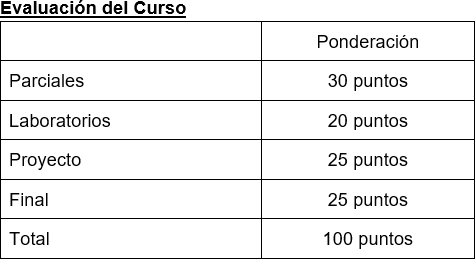 Evaluación del Curso
Ponderación
Parciales 30 puntos
Laboratorios 20 puntos
Proyecto 25 puntos
Final 25 puntos
Total 100 puntos